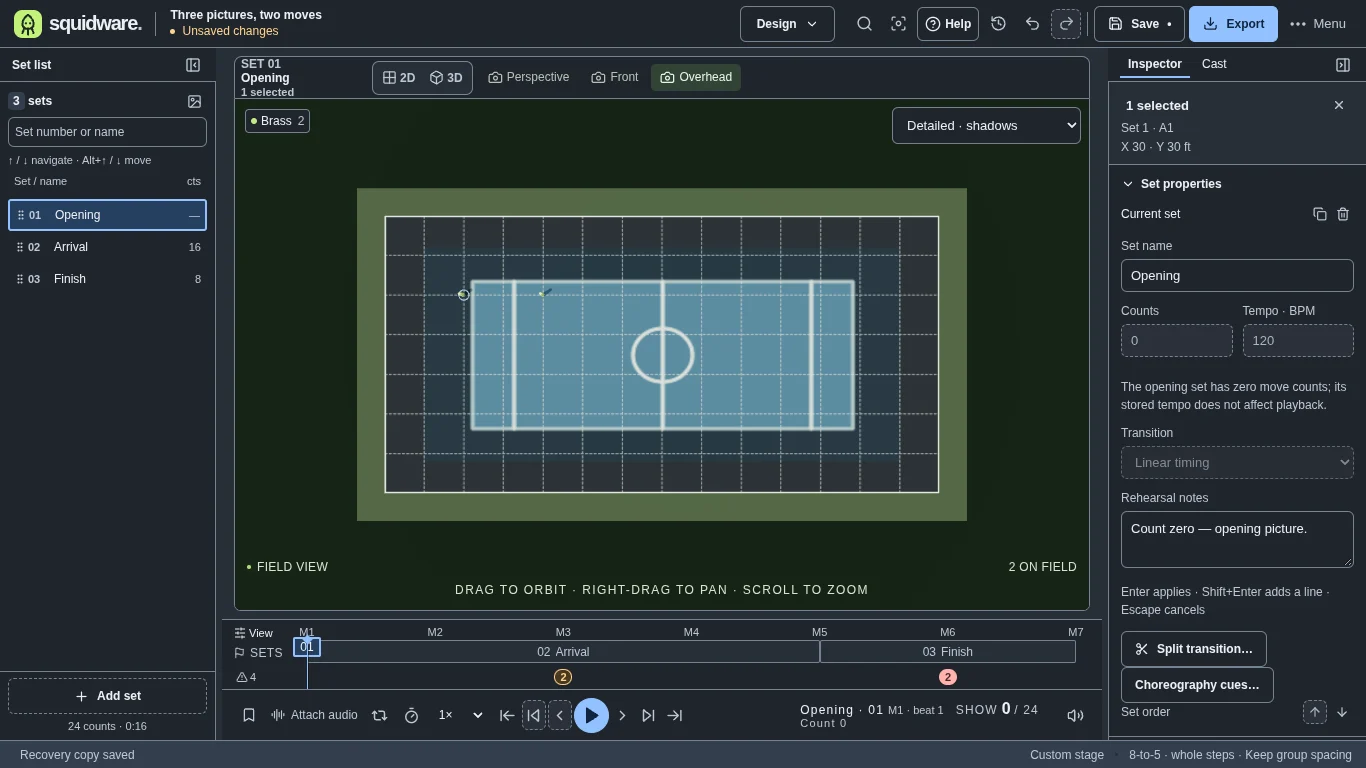 squidware.
Three pictures, two moves
Unsaved changes
Design
Help
Save
Export
Menu
Set list
3 sets
Set number or name
↑ / ↓ navigate · Alt+↑ / ↓ move
Set / name cts
01 Opening —
02 Arrival 16
03 Finish 8
Add set
24 counts · 0:16
SET 01
Opening
1 selected
2D
3D
Perspective
Front
Overhead
Brass 2
Detailed · shadows
FIELD VIEW
2 ON FIELD
DRAG TO ORBIT · RIGHT-DRAG TO PAN · SCROLL TO ZOOM
View M1 M2 M3 M4 M5 M6 M7
SETS 01 02 Arrival 03 Finish
4 2 2
Attach audio
1×
Opening · 01 M1 · beat 1 SHOW 0 / 24
Count 0
Inspector
Cast
1 selected
Set 1 · A1
X 30 · Y 30 ft
Set properties
Current set
Set name
Opening
Counts Tempo · BPM
0 120
The opening set has zero move counts; its
stored tempo does not affect playback.
Transition
Linear timing
Rehearsal notes
Count zero — opening picture.
Enter applies · Shift+Enter adds a line ·
Escape cancels
Split transition…
Choreography cues…
Set order
Recovery copy saved
Custom stage · 8-to-5 · whole steps · Keep group spacing